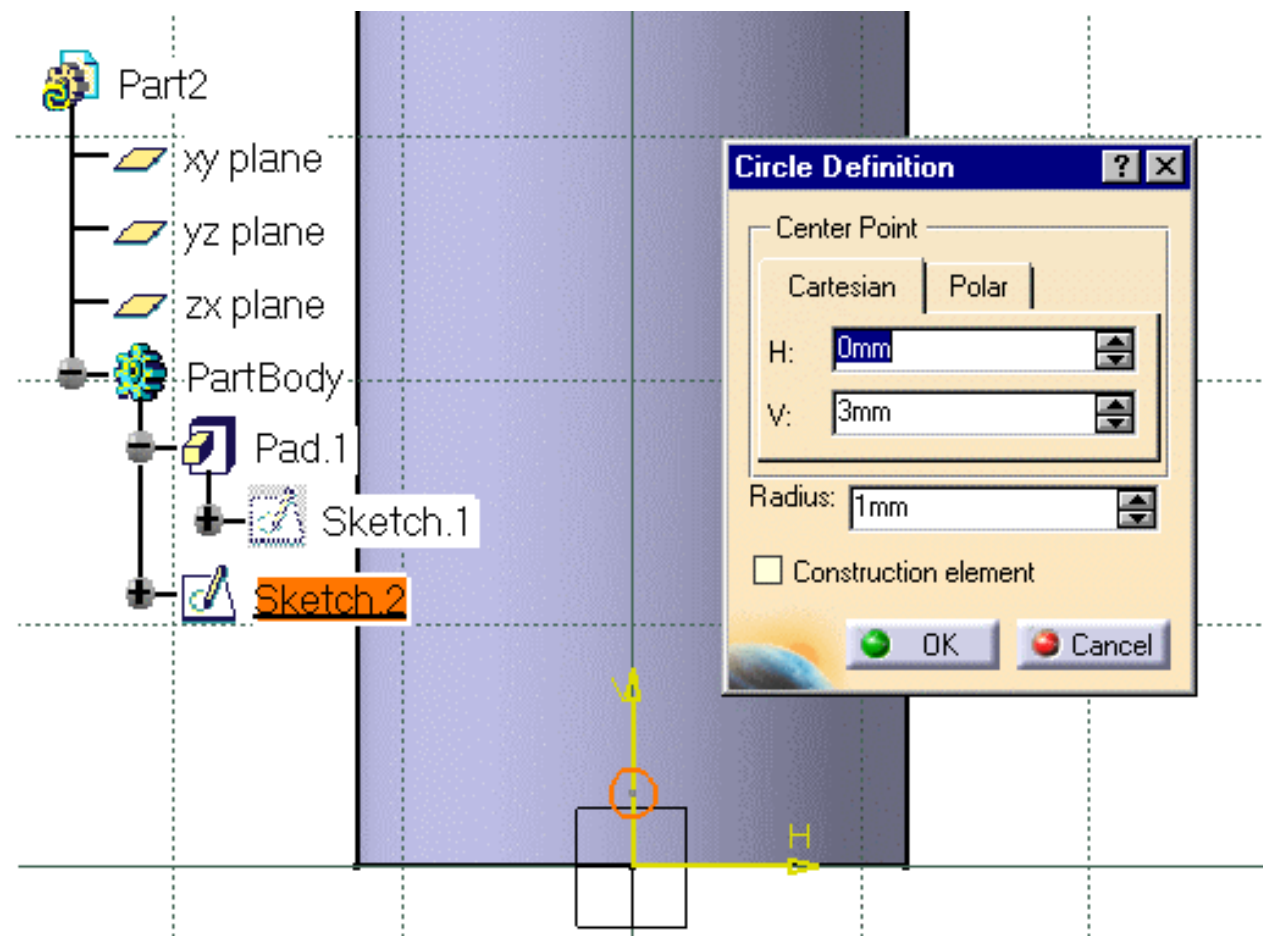 Part2
xy plane
yz plane
zx plane
PartBody
Pad.1
Sketch.1
Sketch.2
Circle Definition
?
Center Point
Cartesian Polar
H: 0mm
V: 3mm
Radius: 1mm
Construction element
OK Cancel
V
H